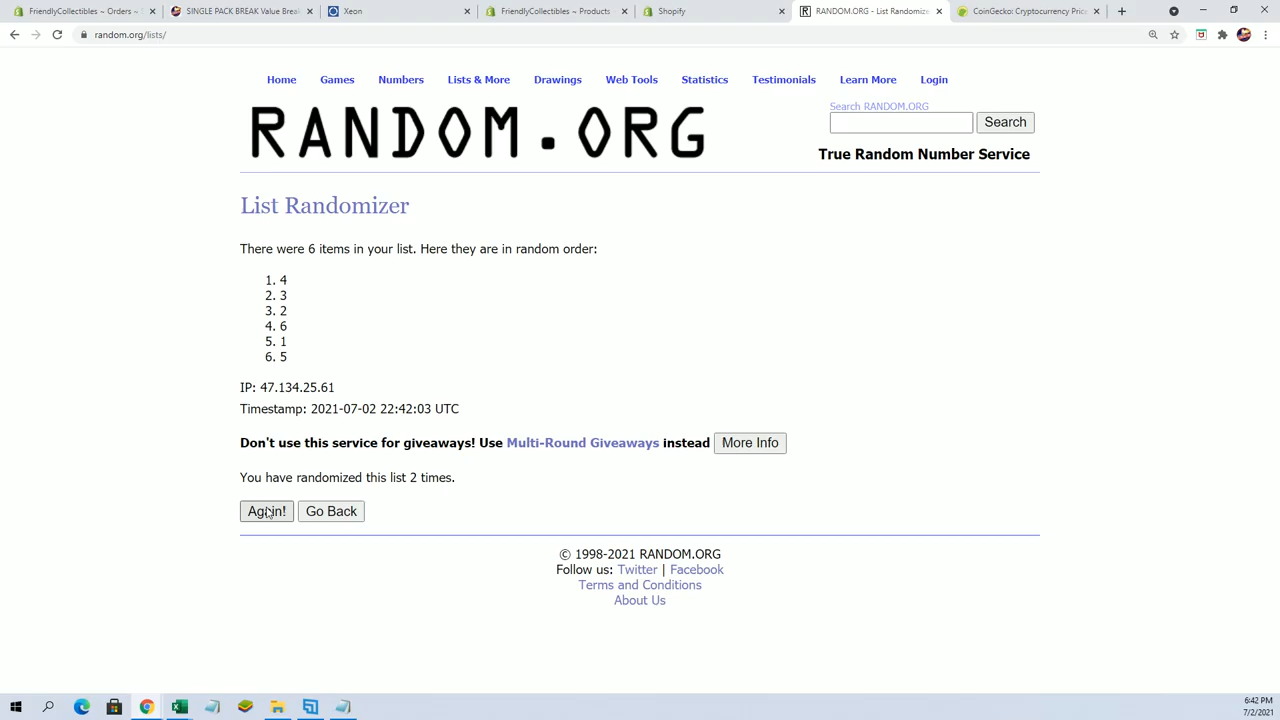 FriendlyCollectibles ~ Orders ~
SINGLE PACK BREAK Value Break
Xeon
FriendlyCollectibles ~ Products
Shopify
RANDOM.ORG - List Randomize
CoinGecko: Cryptocurrency Price
random.org/lists/
Home Games Numbers Lists & More Drawings Web Tools Statistics Testimonials Learn More Login
RANDOM.ORG
Search RANDOM.ORG
Search
True Random Number Service
List Randomizer
There were 6 items in your list. Here they are in random order:
1. 4
2. 3
3. 2
4. 6
5. 1
6. 5
IP: 47.134.25.61
Timestamp: 2021-07-02 22:42:03 UTC
Don't use this service for giveaways! Use Multi-Round Giveaways instead More Info
You have randomized this list 2 times.
Again! Go Back
© 1998-2021 RANDOM.ORG
Follow us: Twitter | Facebook
Terms and Conditions
About Us
6:42 PM
7/2/2021